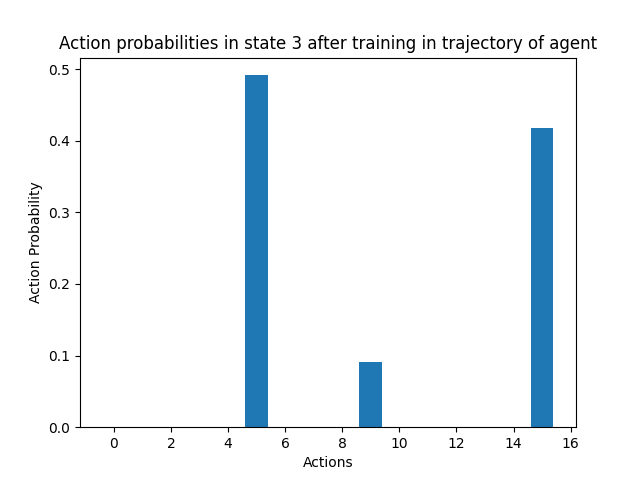 Action probabilities in state 3 after training in trajectory of agent
0.5
0.4
0.3
0.2
0.1
0.0
Action Probability
0 2 4 6 8 10 12 14 16
Actions